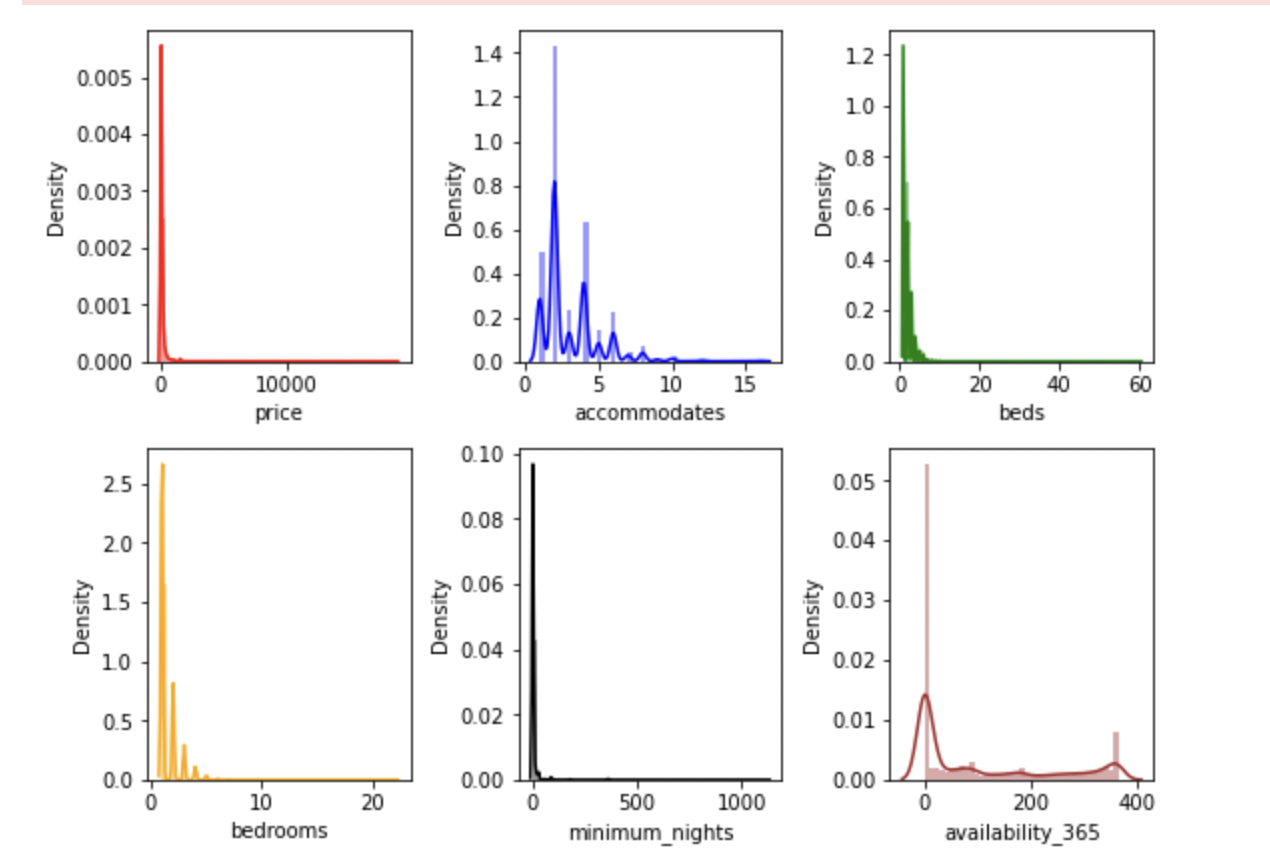 Density
0.005
0.004
0.003
0.002
0.001
0.000
0 10000
price
Density
1.4
1.2
1.0
0.8
0.6
0.4
0.2
0.0
0 5 10 15
accommodates
Density
1.2
1.0
0.8
0.6
0.4
0.2
0.0
0 20 40 60
beds
Density
2.5
2.0
1.5
1.0
0.5
0.0
0 10 20
bedrooms
Density
0.10
0.08
0.06
0.04
0.02
0.00
0 500 1000
minimum_nights
Density
0.05
0.04
0.03
0.02
0.01
0.00
0 200 400
availability_365